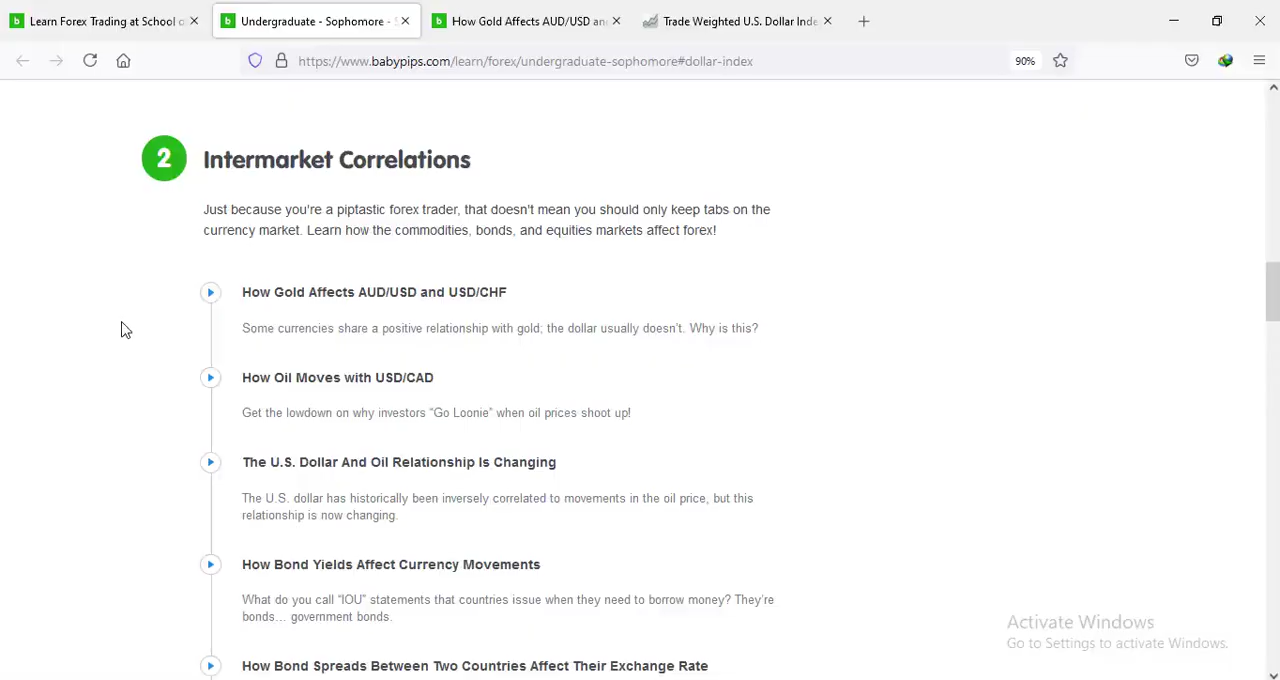 Learn Forex Trading at School o
Undergraduate - Sophomore - S
How Gold Affects AUD/USD an
Trade Weighted U.S. Dollar Inde
https://www.babypips.com/learn/forex/undergraduate-sophomore#dollar-index
90%
2
Intermarket Correlations
Just because you're a piptastic forex trader, that doesn't mean you should only keep tabs on the
currency market. Learn how the commodities, bonds, and equities markets affect forex!
How Gold Affects AUD/USD and USD/CHF
Some currencies share a positive relationship with gold; the dollar usually doesn't. Why is this?
How Oil Moves with USD/CAD
Get the lowdown on why investors “Go Loonie” when oil prices shoot up!
The U.S. Dollar And Oil Relationship Is Changing
The U.S. dollar has historically been inversely correlated to movements in the oil price, but this
relationship is now changing.
How Bond Yields Affect Currency Movements
What do you call “IOU” statements that countries issue when they need to borrow money? They're
bonds… government bonds.
How Bond Spreads Between Two Countries Affect Their Exchange Rate
Activate Windows
Go to Settings to activate Windows.